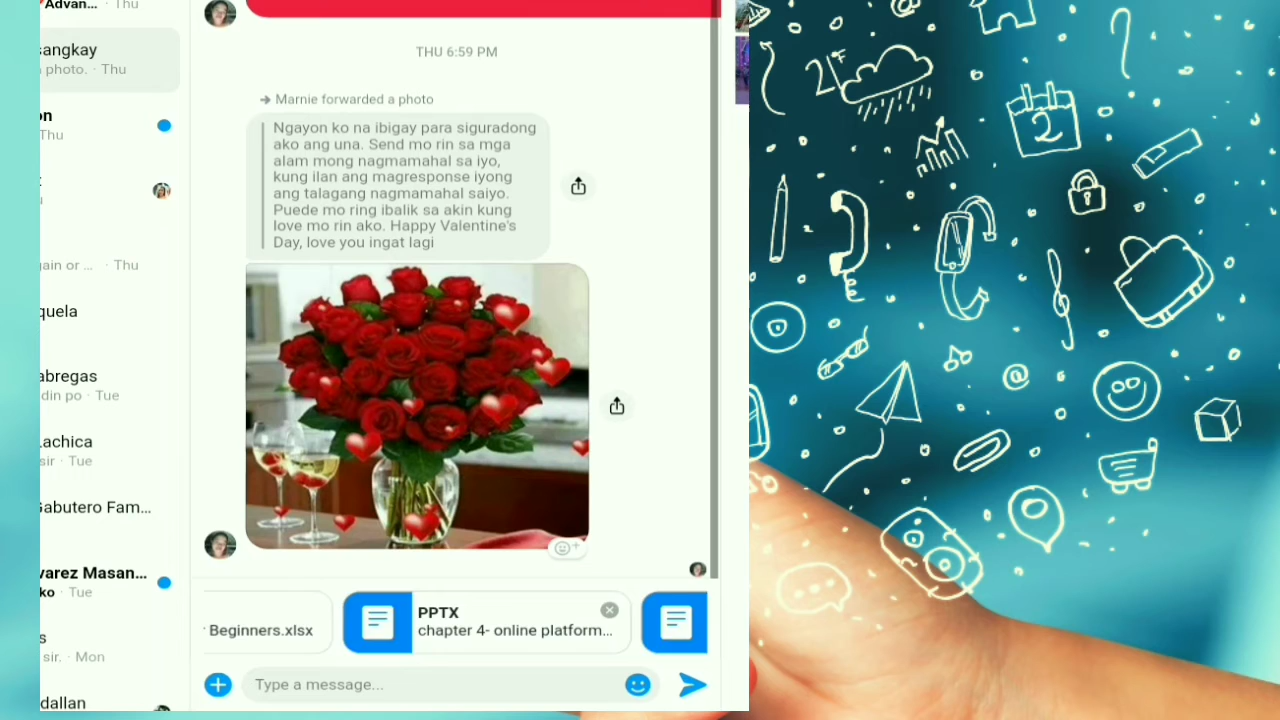 Advan... · Thu
sangkay
photo. · Thu
on
Thu
gain or ... · Thu
quela
abregas
din po · Tue
Lachica
sir · Tue
Gabutero Fam...
varez Masan...
ko · Tue
s
sir. · Mon
dallan
THU 6:59 PM
Marnie forwarded a photo
Ngayon ko na ibigay para siguradong
ako ang una. Send mo rin sa mga
alam mong nagmamahal sa iyo,
kung ilan ang magresponse iyong
ang talagang nagmamahal saiyo.
Puede mo ring ibalik sa akin kung
love mo rin ako. Happy Valentine's
Day, love you ingat lagi
Beginners.xlsx
PPTX
chapter 4- online platform...
Type a message...
2
°F
2
@
@
?